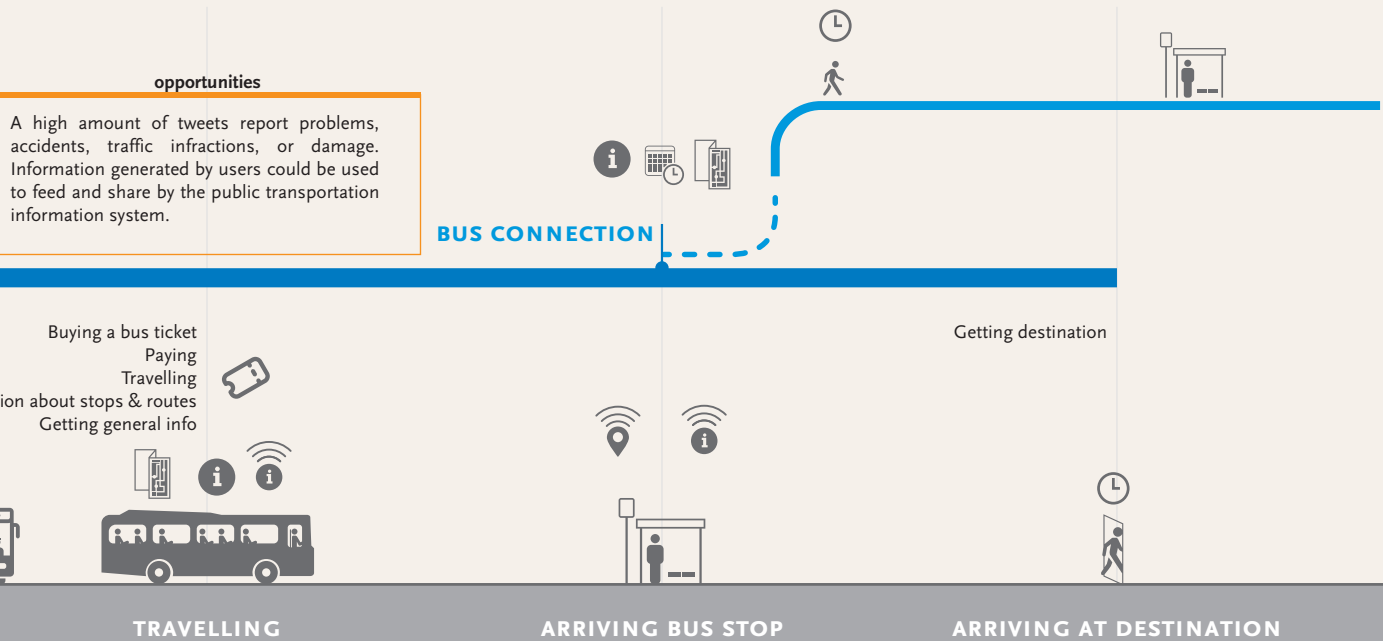 opportunities
A high amount of tweets report problems,
accidents, traffic infractions, or damage.
Information generated by users could be used
to feed and share by the public transportation
information system.
BUS CONNECTION
Buying a bus ticket
Paying
Travelling
about stops & routes
Getting general info
Getting destination
TRAVELLING
ARRIVING BUS STOP
ARRIVING AT DESTINATION